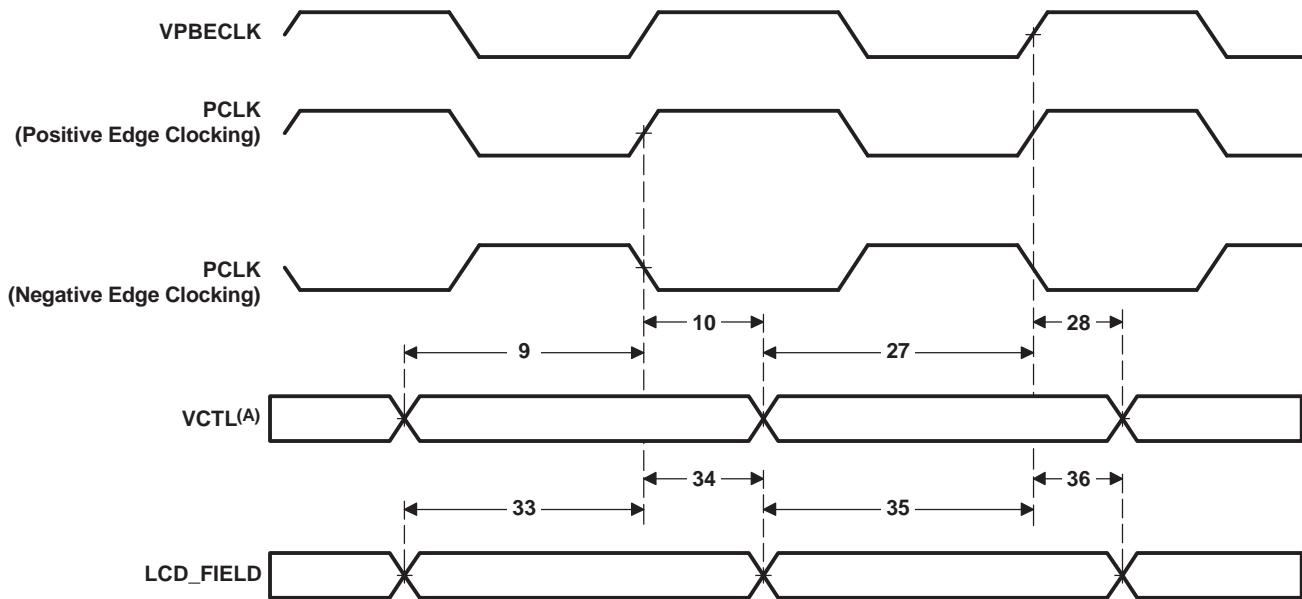 VPBECLK
PCLK
(Positive Edge Clocking)
PCLK
(Negative Edge Clocking)
10
28
9
27
VCTL(A)
34
36
33
35
LCD_FIELD